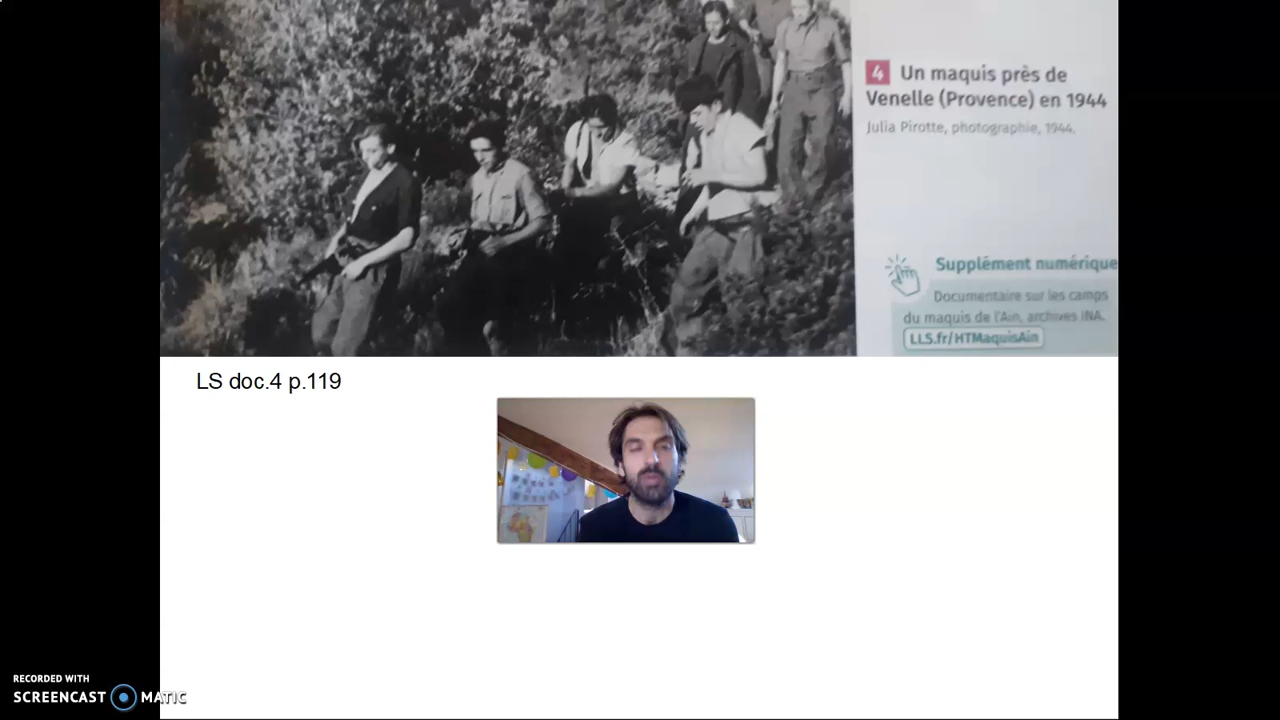 4 Un maquis près de
Venelle (Provence) en 1944
Julia Pirotte, photographie, 1944.
Supplément numérique
Documentaire sur les camps
du maquis de l'Ain, archives INA.
LLS.fr/HTMaquisAin
LS doc.4 p.119
RECORDED WITH
SCREENCAST MATIC